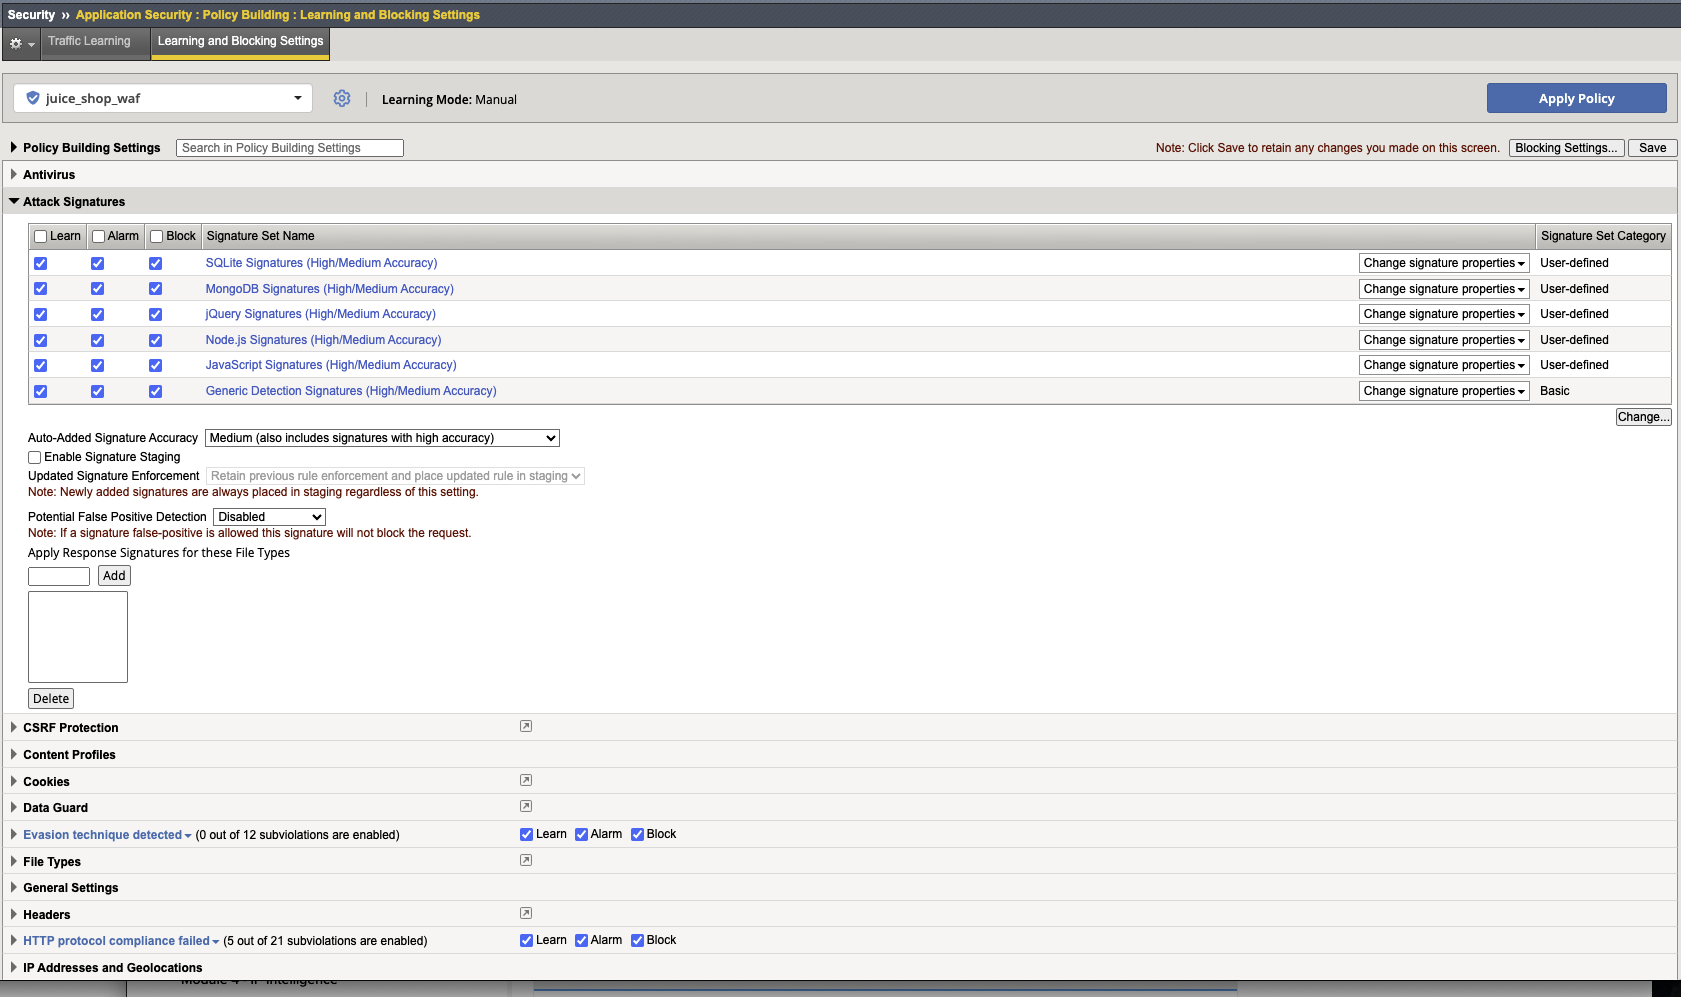 Security » Application Security : Policy Building : Learning and Blocking Settings
Traffic Learning Learning and Blocking Settings
juice_shop_waf Learning Mode: Manual Apply Policy
Policy Building Settings Search in Policy Building Settings Note: Click Save to retain any changes you made on this screen. Blocking Settings... Save
Antivirus
Attack Signatures
Learn Alarm Block Signature Set Name Signature Set Category
SQLite Signatures (High/Medium Accuracy) Change signature properties User-defined
MongoDB Signatures (High/Medium Accuracy) Change signature properties User-defined
jQuery Signatures (High/Medium Accuracy) Change signature properties User-defined
Node.js Signatures (High/Medium Accuracy) Change signature properties User-defined
JavaScript Signatures (High/Medium Accuracy) Change signature properties User-defined
Generic Detection Signatures (High/Medium Accuracy) Change signature properties Basic
Change...
Auto-Added Signature Accuracy Medium (also includes signatures with high accuracy)
Enable Signature Staging
Updated Signature Enforcement Retain previous rule enforcement and place updated rule in staging
Note: Newly added signatures are always placed in staging regardless of this setting.
Potential False Positive Detection Disabled
Note: If a signature false-positive is allowed this signature will not block the request.
Apply Response Signatures for these File Types
Add
Delete
CSRF Protection
Content Profiles
Cookies
Data Guard
Evasion technique detected (0 out of 12 subviolations are enabled) Learn Alarm Block
File Types
General Settings
Headers
HTTP protocol compliance failed (5 out of 21 subviolations are enabled) Learn Alarm Block
IP Addresses and Geolocations